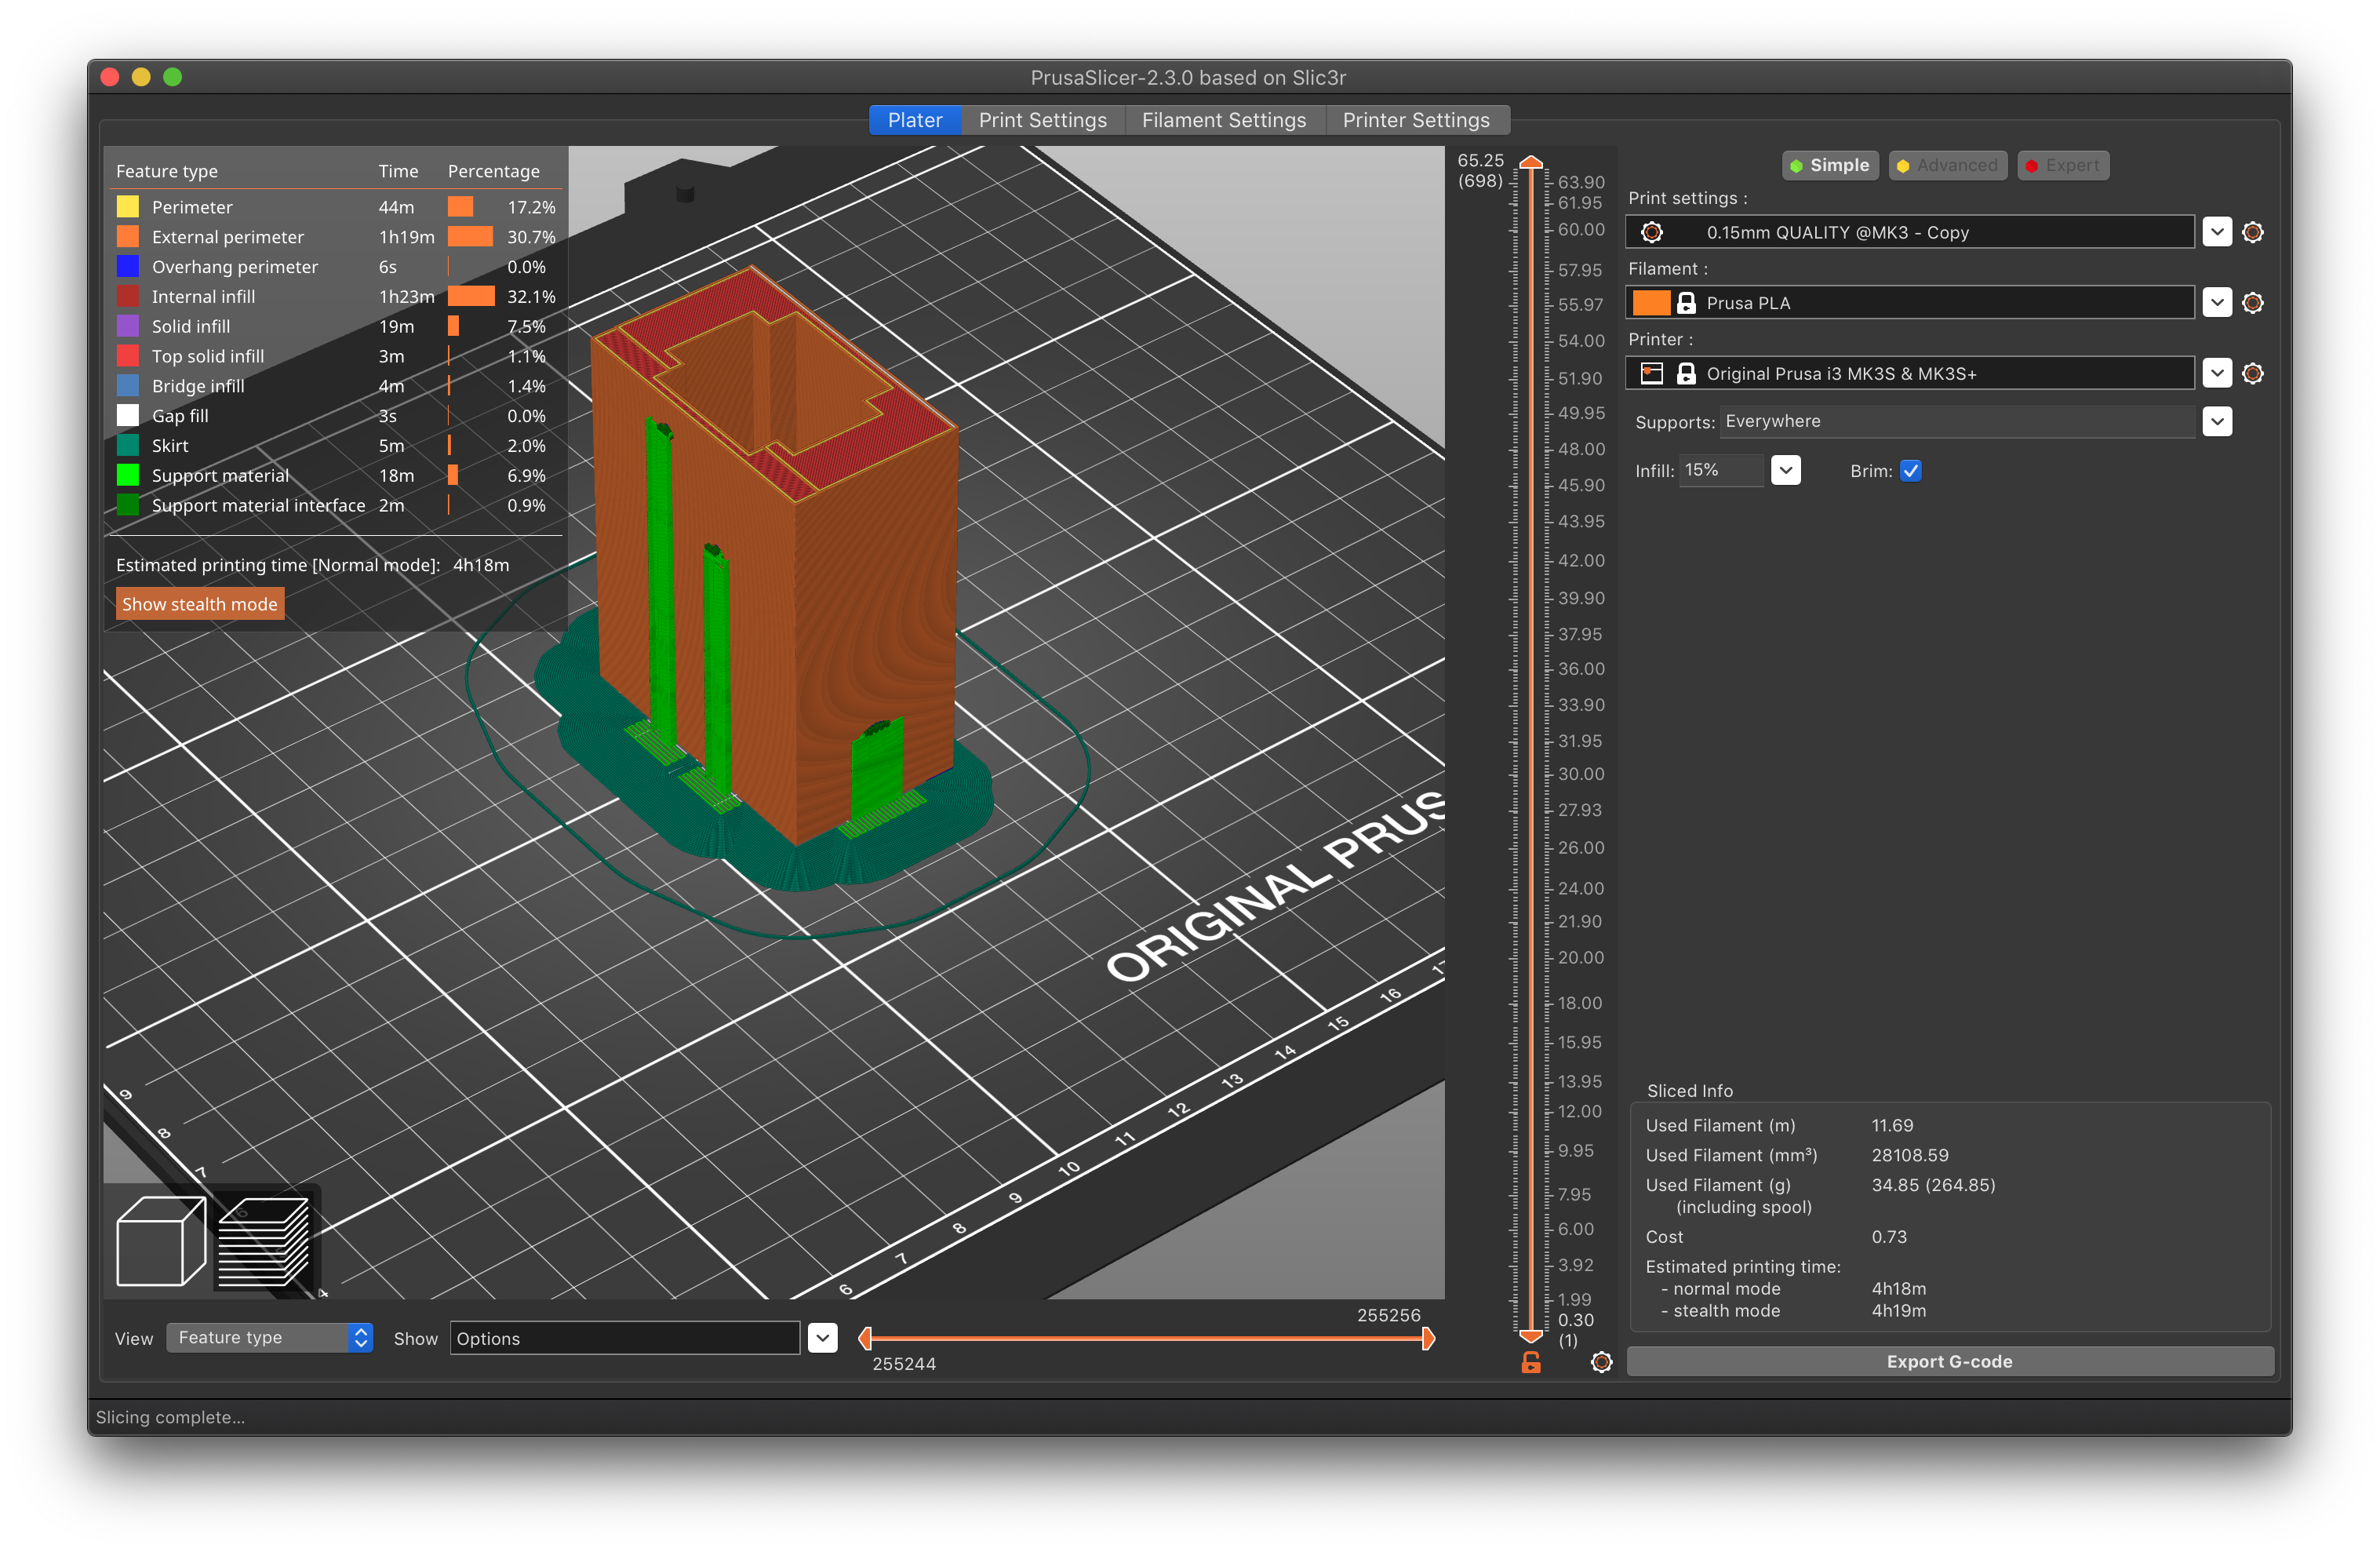 PrusaSlicer-2.3.0 based on Slic3r
Plater Print Settings Filament Settings Printer Settings
Feature type Time Percentage
Perimeter 44m 17.2%
External perimeter 1h19m 30.7%
Overhang perimeter 6s 0.0%
Internal infill 1h23m 32.1%
Solid infill 19m 7.5%
Top solid infill 3m 1.1%
Bridge infill 4m 1.4%
Gap fill 3s 0.0%
Skirt 5m 2.0%
Support material 18m 6.9%
Support material interface 2m 0.9%
Estimated printing time [Normal mode]: 4h18m
Show stealth mode
ORIGINAL PRUS
9
8
7
6
4
6
7
8
9
10
11
12
13
14
15
16
17
65.25
(698)
63.90
61.95
60.00
57.95
55.97
54.00
51.90
49.95
48.00
45.90
43.95
42.00
39.90
37.95
36.00
33.90
31.95
30.00
27.93
26.00
24.00
21.90
20.00
18.00
15.95
13.95
12.00
9.95
7.95
6.00
3.92
1.99
0.30
(1)
Simple Advanced Expert
Print settings :
0.15mm QUALITY @MK3 - Copy
Filament :
Prusa PLA
Printer :
Original Prusa i3 MK3S & MK3S+
Supports: Everywhere
Infill: 15% Brim:
Sliced Info
Used Filament (m) 11.69
Used Filament (mm³) 28108.59
Used Filament (g) 34.85 (264.85)
(including spool)
Cost 0.73
Estimated printing time:
- normal mode 4h18m
- stealth mode 4h19m
Export G-code
View Feature type Show Options
255256
255244
Slicing complete...